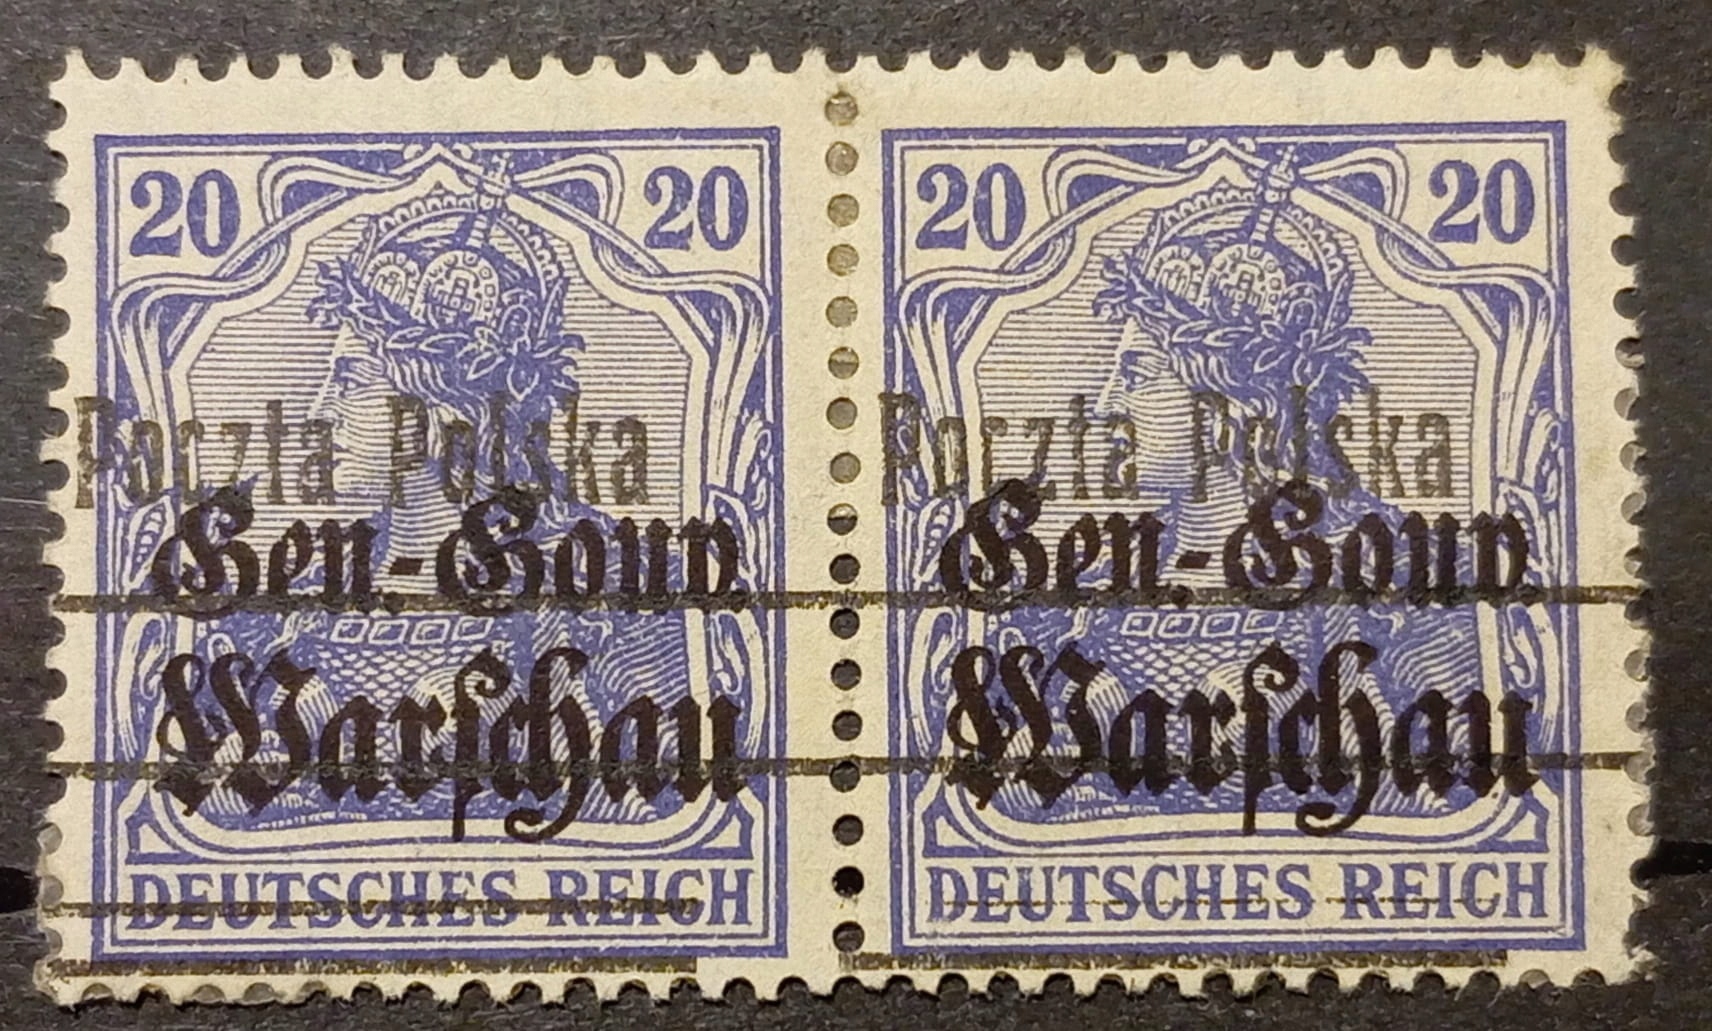 20 20 20 20
Poczta Polska Poczta Polska
Gen.-Gouv. Gen.-Gouv.
Warschau Warschau
DEUTSCHES REICH DEUTSCHES REICH